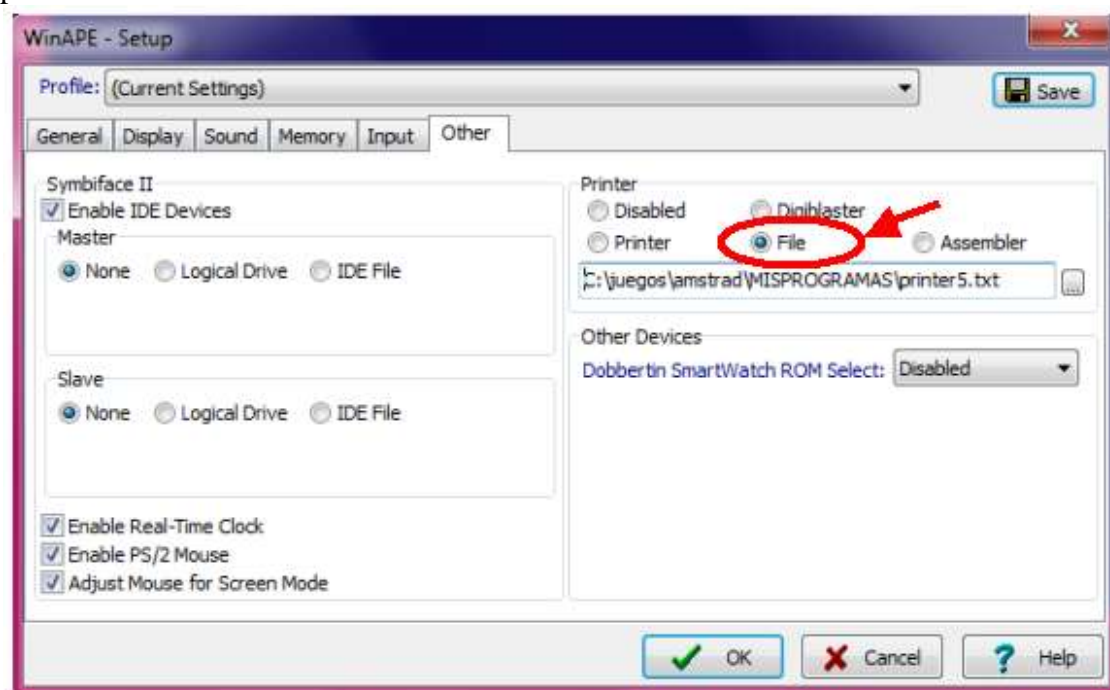 WinAPE - Setup
Profile: (Current Settings) Save
General Display Sound Memory Input Other
Symbiface II
Enable IDE Devices
Master
None Logical Drive IDE File
Slave
None Logical Drive IDE File
Enable Real-Time Clock
Enable PS/2 Mouse
Adjust Mouse for Screen Mode
Printer
Disabled Digiblaster
Printer File Assembler
C:\juegos\amstrad\MISPROGRAMAS\printer5.txt ...
Other Devices
Dobbertin SmartWatch ROM Select: Disabled
OK Cancel Help